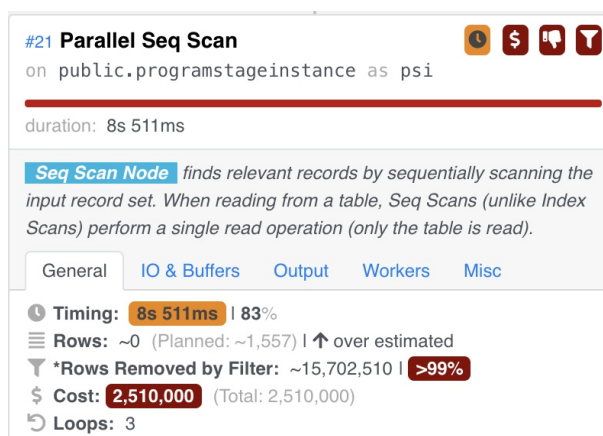 #21 Parallel Seq Scan
$
on public.programstageinstance as psi
duration: 8s 511ms
Seq Scan Node finds relevant records by sequentially scanning the
input record set. When reading from a table, Seq Scans (unlike Index
Scans) perform a single read operation (only the table is read).
General IO & Buffers Output Workers Misc
Timing: 8s 511ms | 83%
Rows: ~0 (Planned: ~1,557) | ↑ over estimated
*Rows Removed by Filter: ~15,702,510 | >99%
$ Cost: 2,510,000 (Total: 2,510,000)
Loops: 3